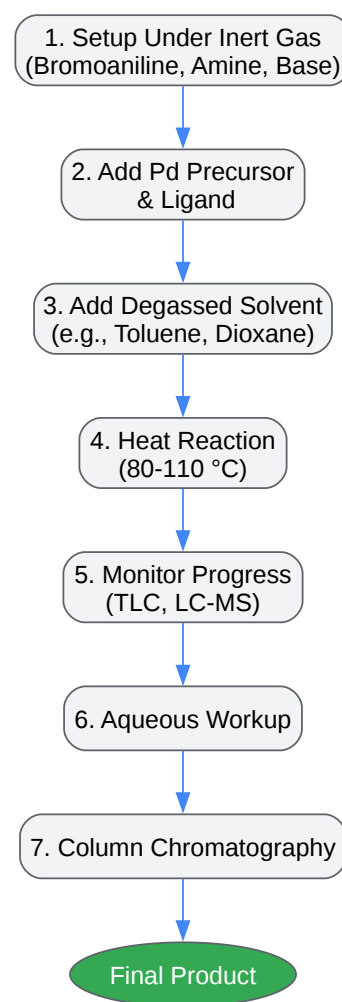 1. Setup Under Inert Gas
(Bromoaniline, Amine, Base)
2. Add Pd Precursor
& Ligand
3. Add Degassed Solvent
(e.g., Toluene, Dioxane)
4. Heat Reaction
(80-110 °C)
5. Monitor Progress
(TLC, LC-MS)
6. Aqueous Workup
7. Column Chromatography
Final Product